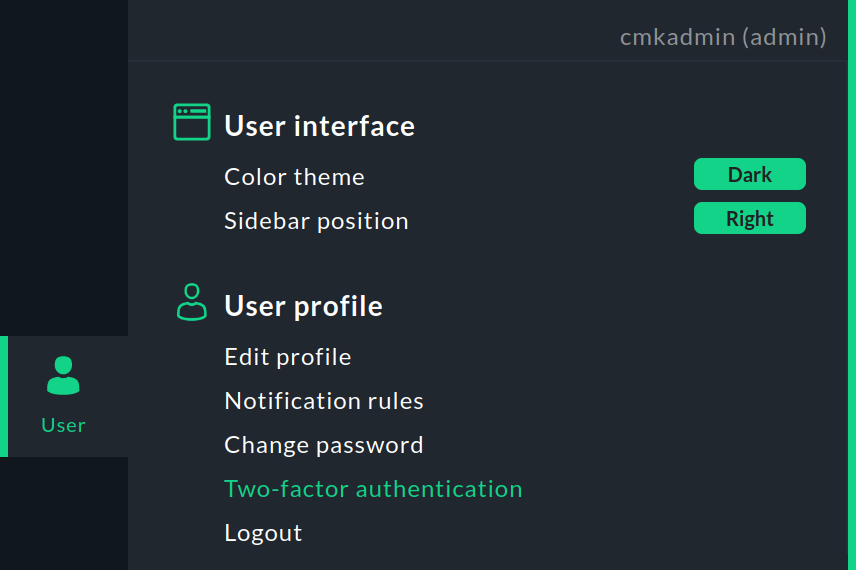 cmkadmin (admin)
User interface
Color theme Dark
Sidebar position Right
User profile
Edit profile
Notification rules
User
Change password
Two-factor authentication
Logout